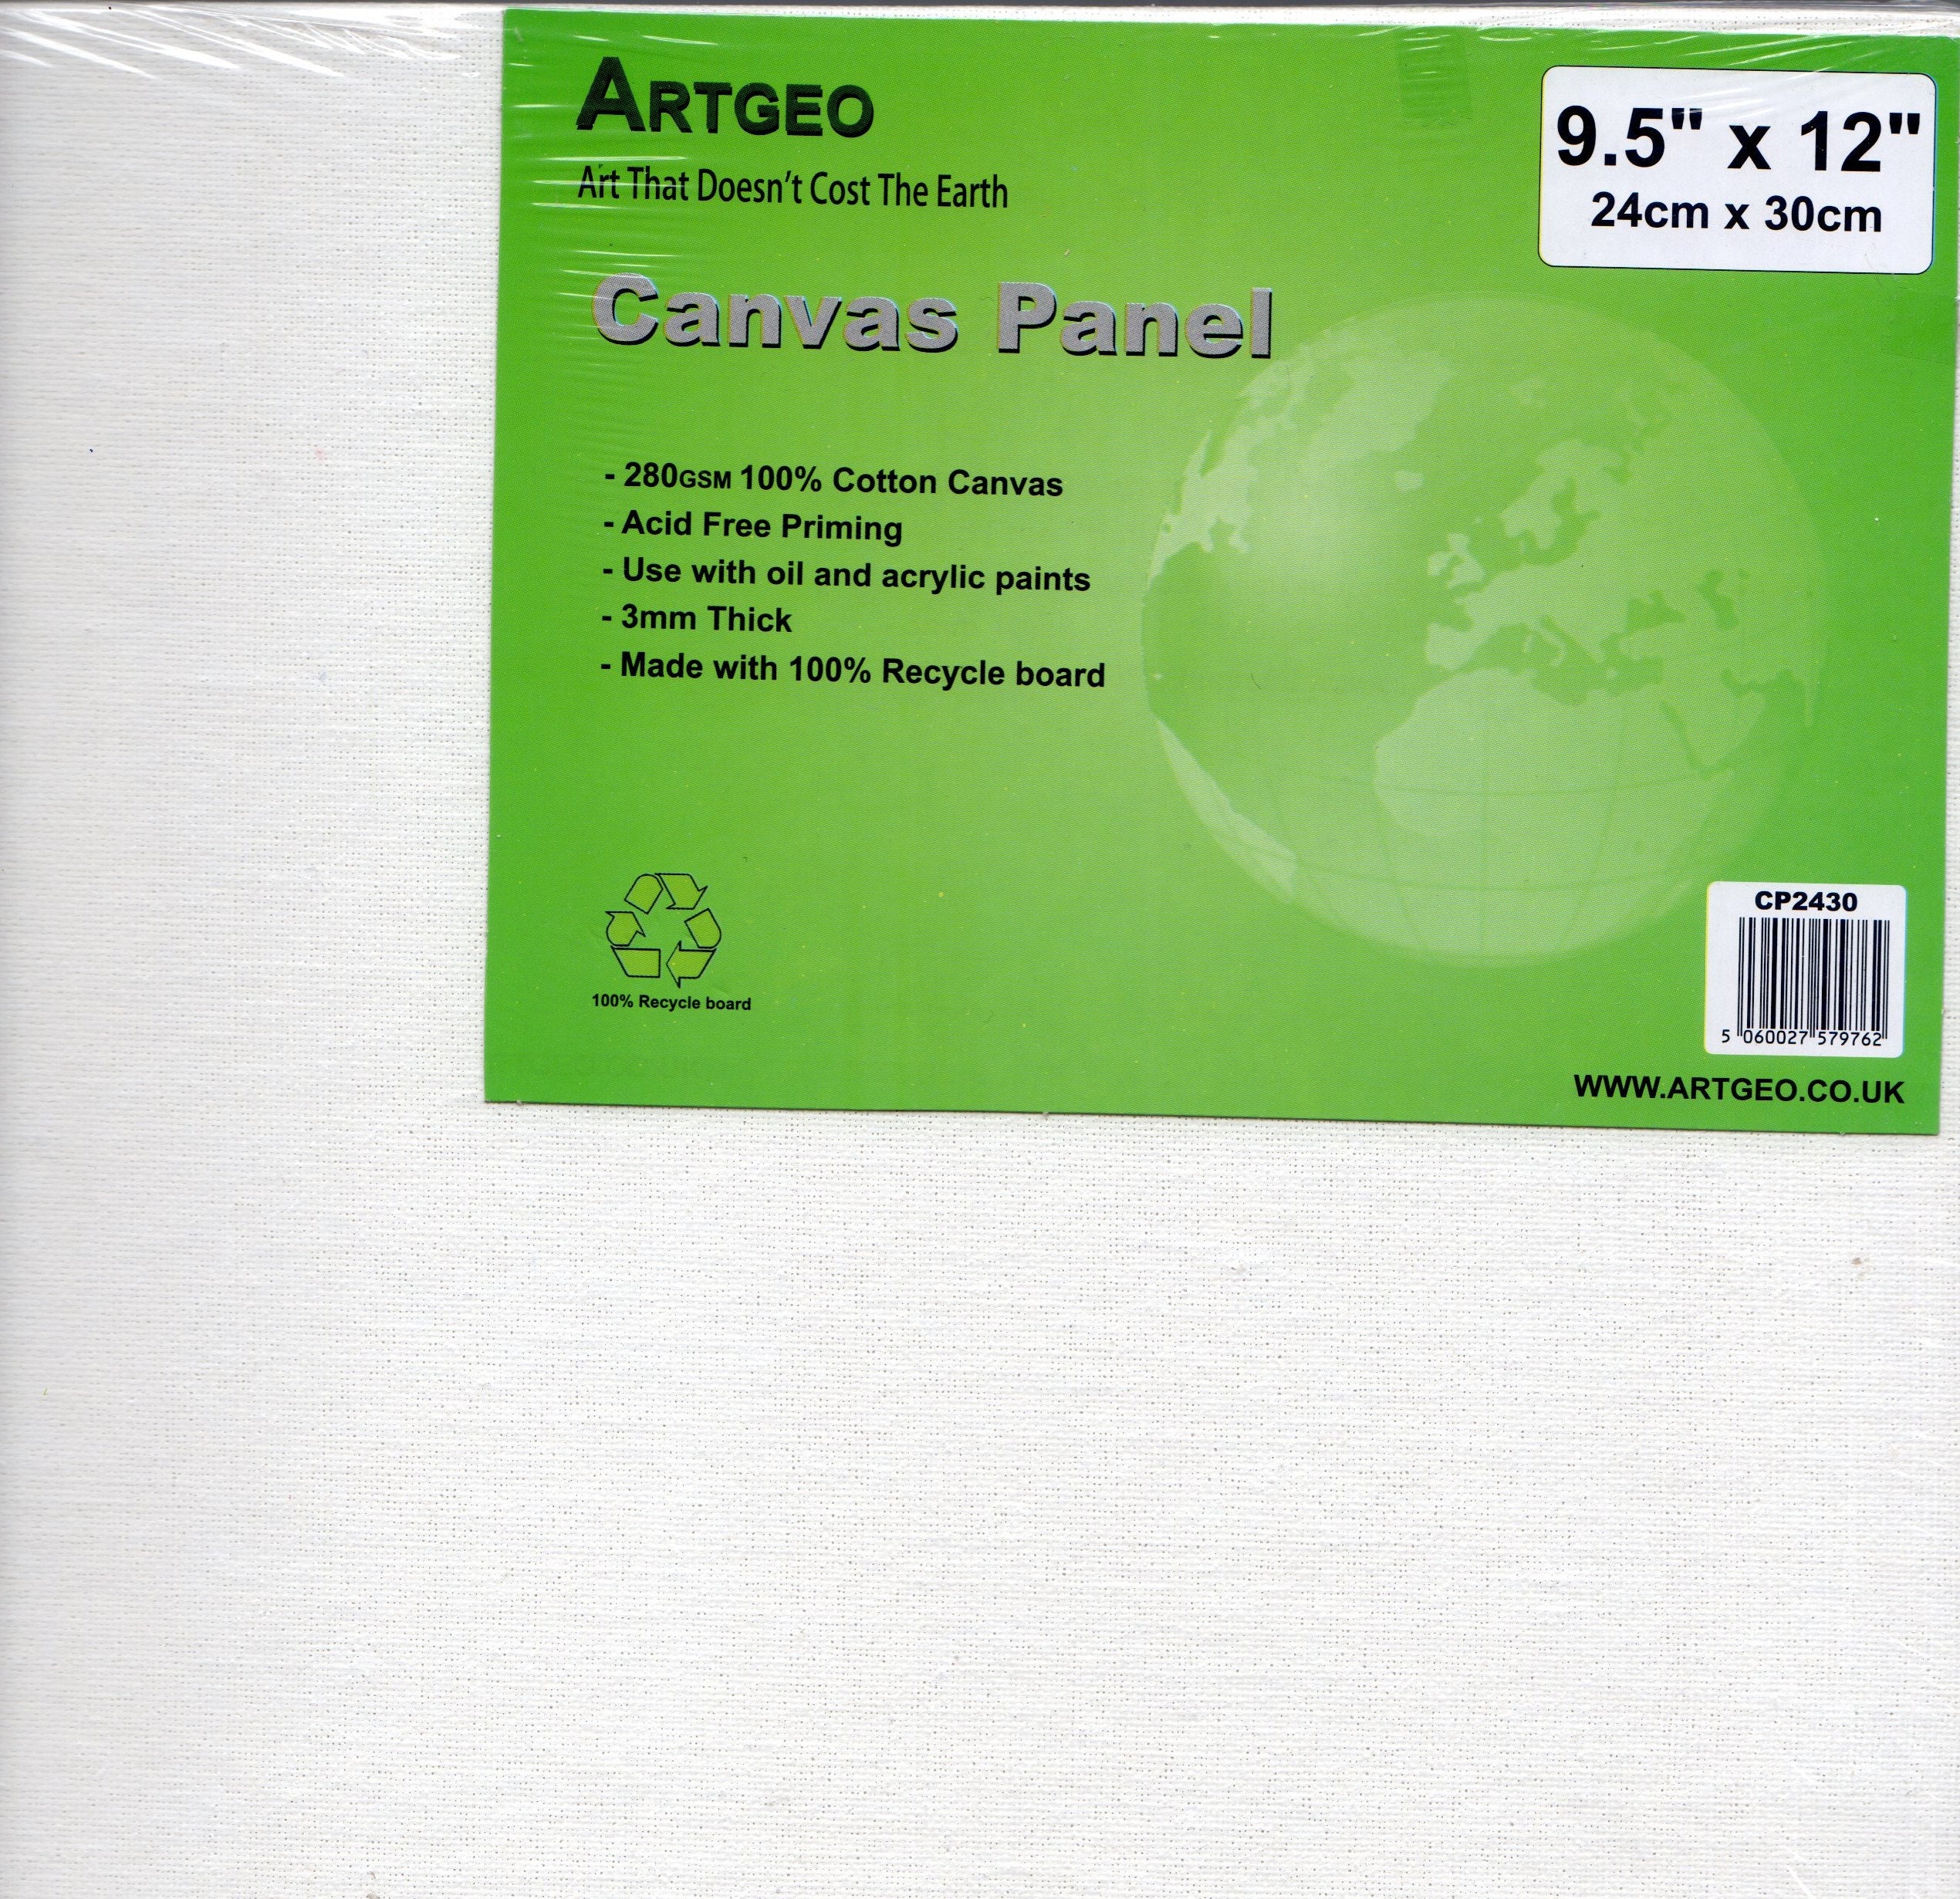 ARTGEO
Art That Doesn't Cost The Earth
9.5" x 12"
24cm x 30cm
Canvas Panel
- 280GSM 100% Cotton Canvas
- Acid Free Priming
- Use with oil and acrylic paints
- 3mm Thick
- Made with 100% Recycle board
100% Recycle board
CP2430
5 060027 579762
WWW.ARTGEO.CO.UK